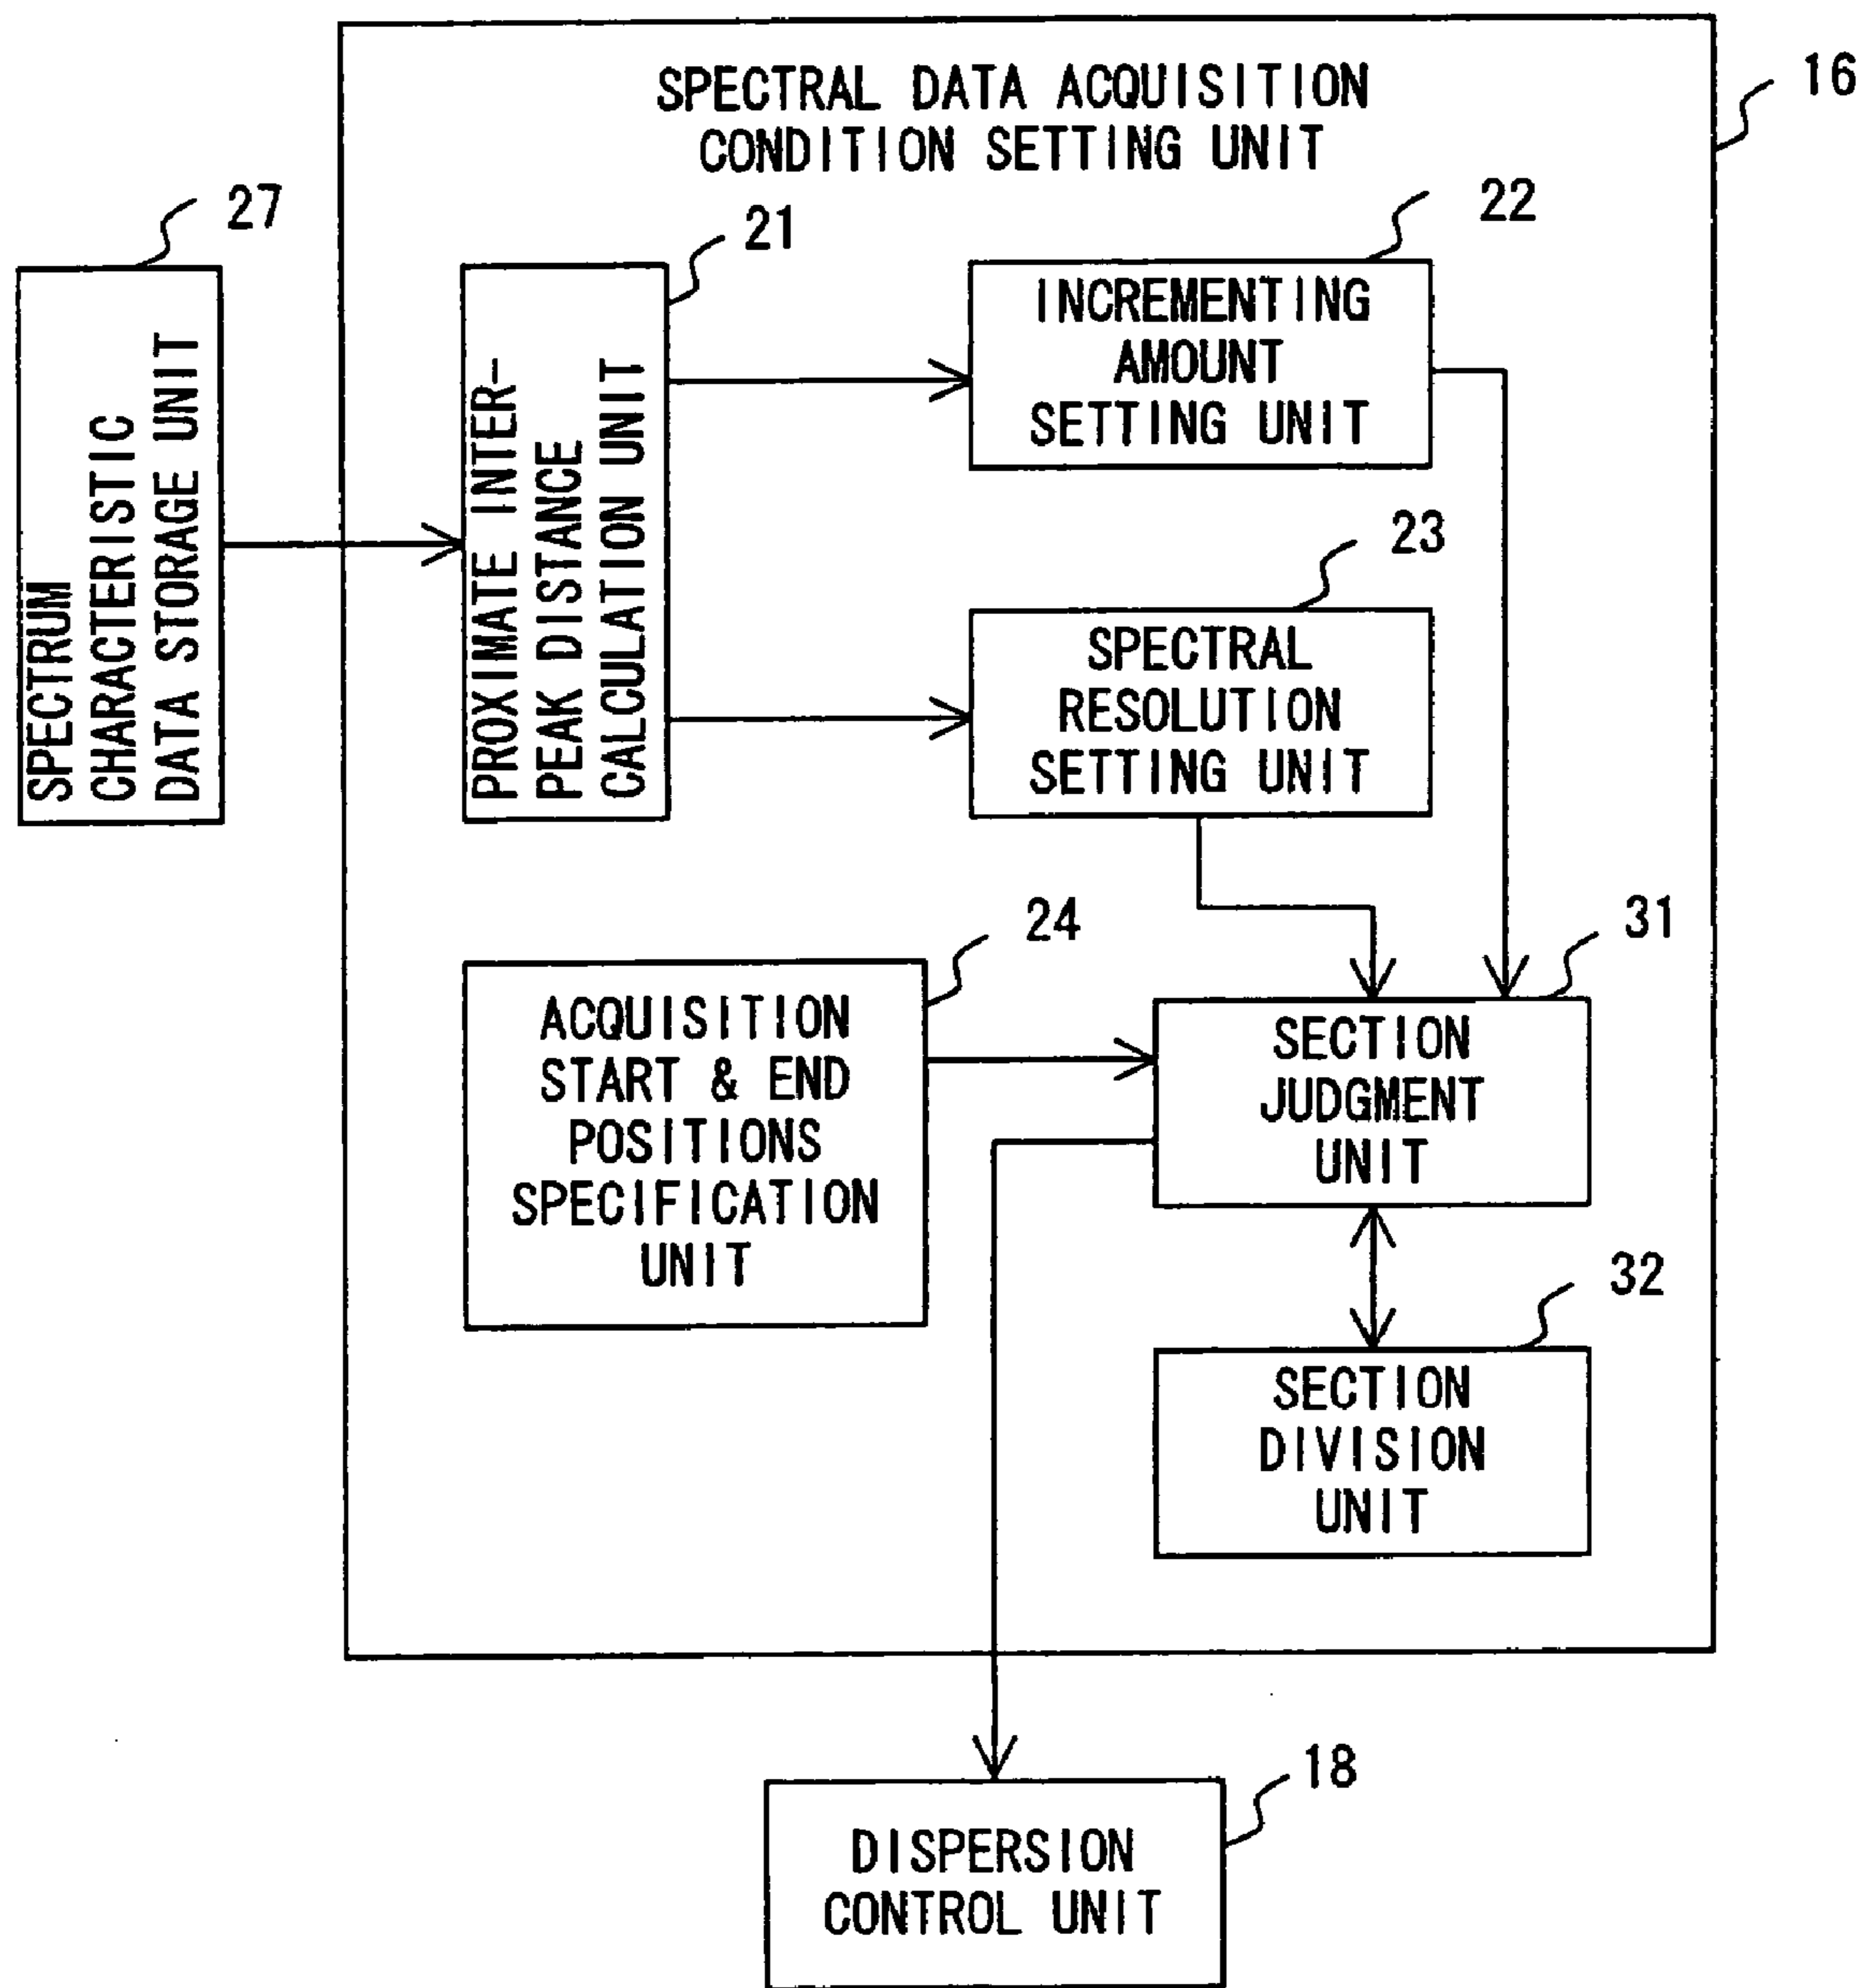 SPECTRAL DATA ACQUISITION
CONDITION SETTING UNIT
16
27
SPECTRUM
CHARACTERISTIC
DATA STORAGE UNIT
21
PROXIMATE INTER-
PEAK DISTANCE
CALCULATION UNIT
22
INCREMENTING
AMOUNT
SETTING UNIT
23
SPECTRAL
RESOLUTION
SETTING UNIT
24
ACQUISITION
START & END
POSITIONS
SPECIFICATION
UNIT
31
SECTION
JUDGMENT
UNIT
32
SECTION
DIVISION
UNIT
18
DISPERSION
CONTROL UNIT